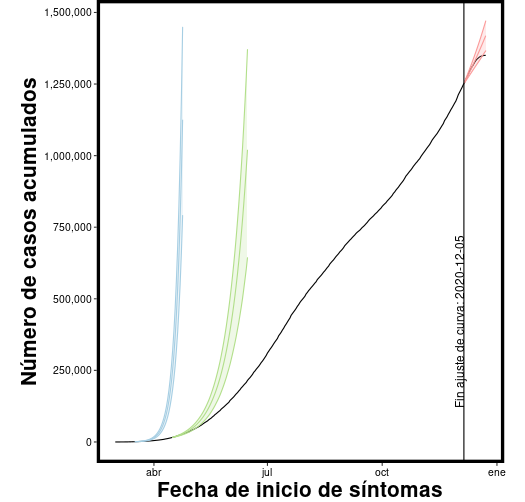 Número de casos acumulados
1,500,000
1,250,000
1,000,000
750,000
500,000
250,000
0
Fin ajuste de curva: 2020-12-05
abr
jul
oct
ene
Fecha de inicio de síntomas